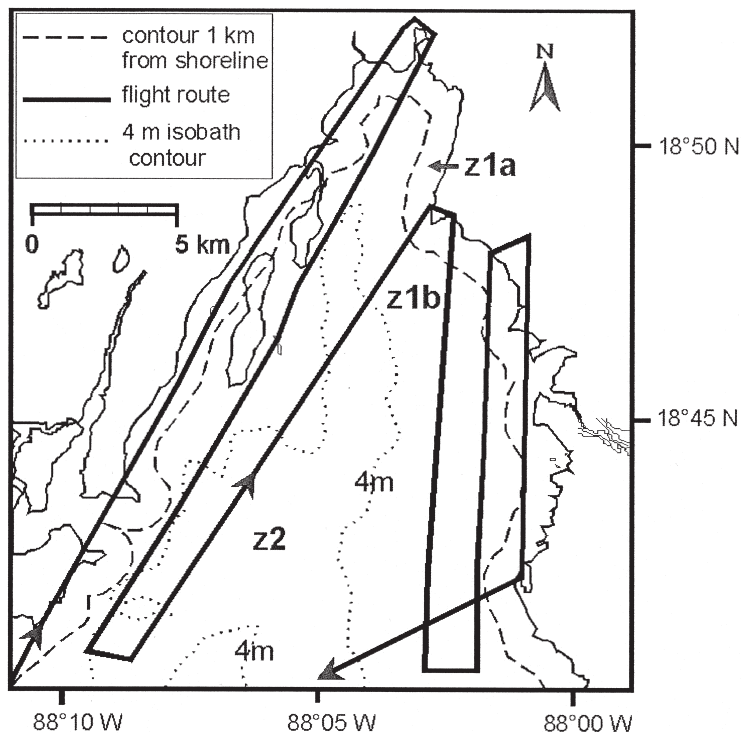 contour 1 km
from shoreline
flight route
4 m isobath
contour
N
18°50 N
z1a
0 5 km
z1b
18°45 N
4m
z2
4m
88°10 W 88°05 W 88°00 W